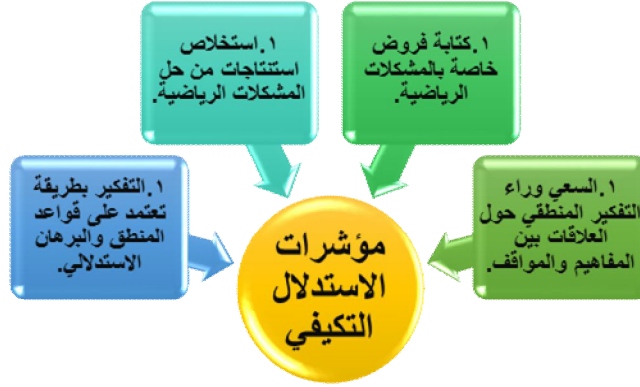 ١. كتابة فروض
خاصة بالمشكلات
الرياضية.
١. استخلاص
استنتاجات من حل
المشكلات الرياضية.
١. السعي وراء
التفكير المنطقي حول
العلاقات بين
المفاهيم والمواقف.
١. التفكير بطريقة
تعتمد على قواعد
المنطق والبرهان
الاستدلالي.
مؤشرات
الاستدلال
التكيفي